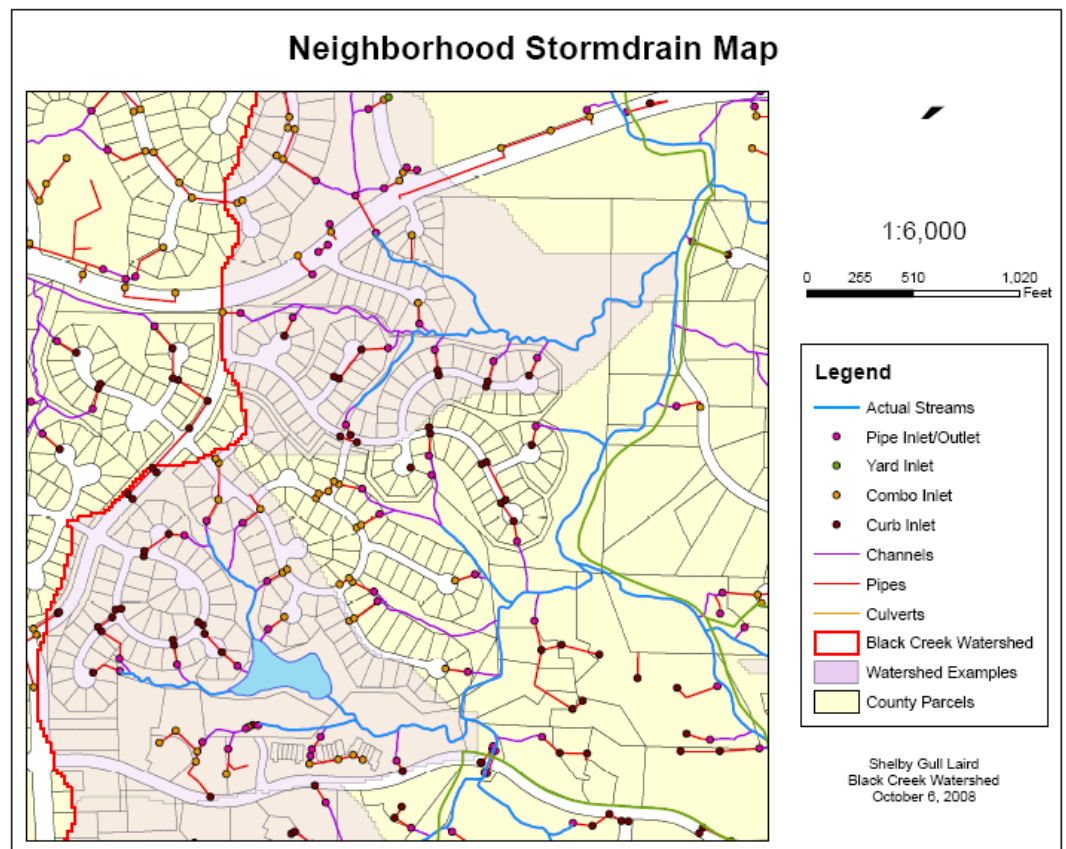 Neighborhood Stormdrain Map
1:6,000
0 255 510 1,020
Feet
Legend
Actual Streams
Pipe Inlet/Outlet
Yard Inlet
Combo Inlet
Curb Inlet
Channels
Pipes
Culverts
Black Creek Watershed
Watershed Examples
County Parcels
Shelby Gull Laird
Black Creek Watershed
October 6, 2008